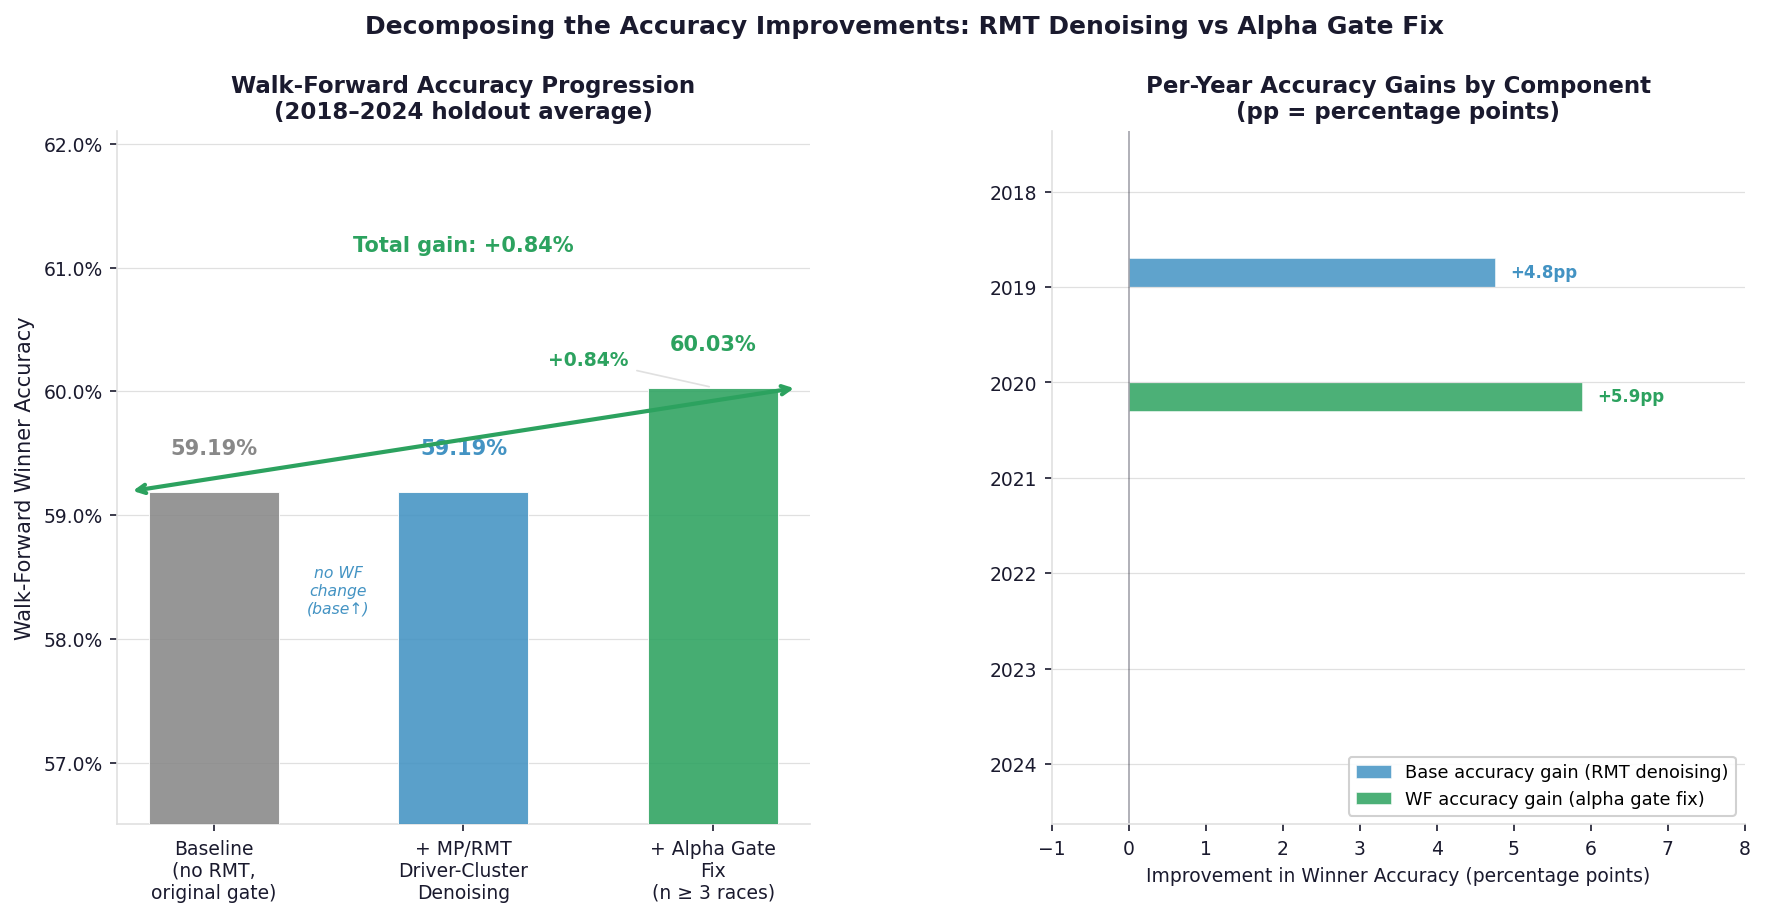 Decomposing the Accuracy Improvements: RMT Denoising vs Alpha Gate Fix
Walk-Forward Accuracy Progression
(2018–2024 holdout average)
62.0%
61.0%
60.0%
59.0%
58.0%
57.0%
Walk-Forward Winner Accuracy
Total gain: +0.84%
+0.84%
60.03%
59.19%
59.19%
no WF
change
(base↑)
Baseline
(no RMT,
original gate)
+ MP/RMT
Driver-Cluster
Denoising
+ Alpha Gate
Fix
(n ≥ 3 races)
Per-Year Accuracy Gains by Component
(pp = percentage points)
2018
2019
2020
2021
2022
2023
2024
+4.8pp
+5.9pp
Base accuracy gain (RMT denoising)
WF accuracy gain (alpha gate fix)
−1 0 1 2 3 4 5 6 7 8
Improvement in Winner Accuracy (percentage points)